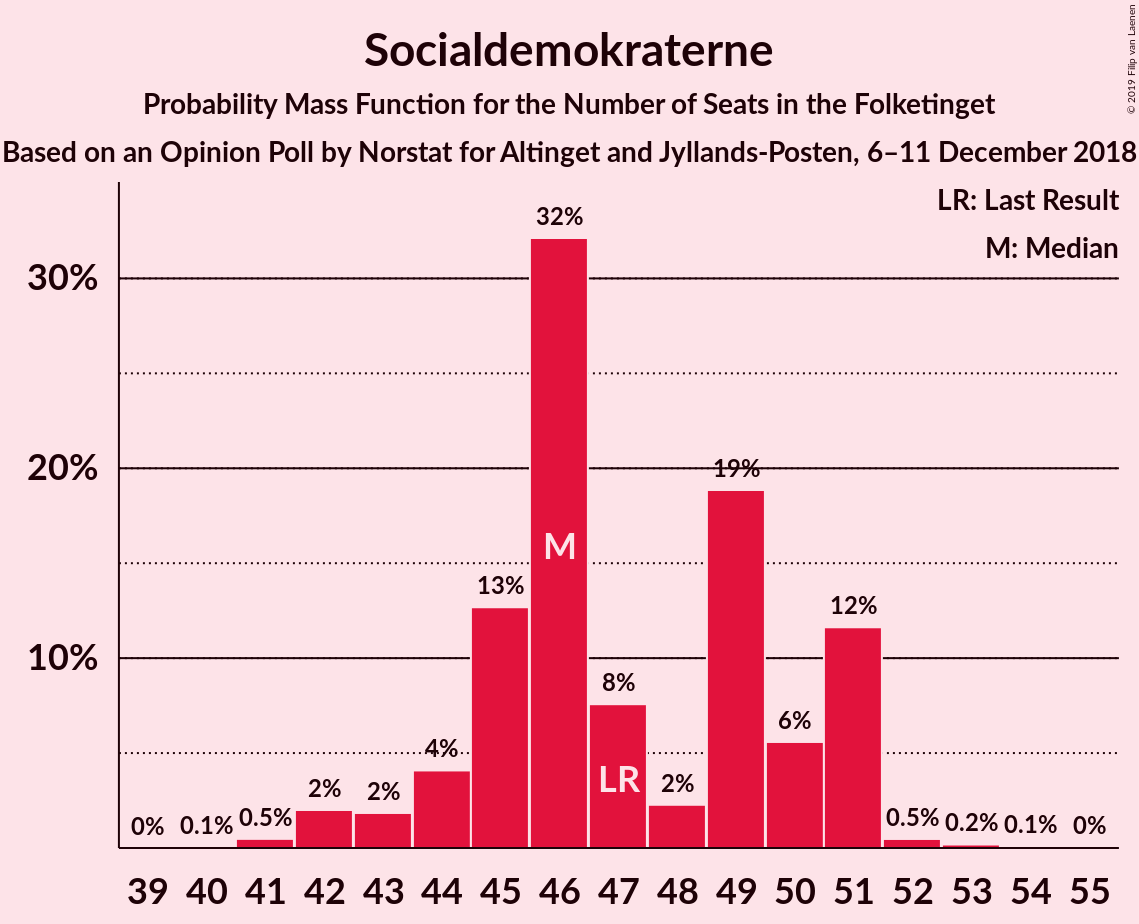 Socialdemokraterne
Probability Mass Function for the Number of Seats in the Folketinget
Based on an Opinion Poll by Norstat for Altinget and Jyllands-Posten, 6–11 December 2018
© 2019 Filip van Laenen
LR: Last Result
M: Median
30%
20%
10%
0% 0.1% 0.5% 2% 2% 4% 13% 32% 8% 2% 19% 6% 12% 0.5% 0.2% 0.1% 0%
M
LR
39 40 41 42 43 44 45 46 47 48 49 50 51 52 53 54 55